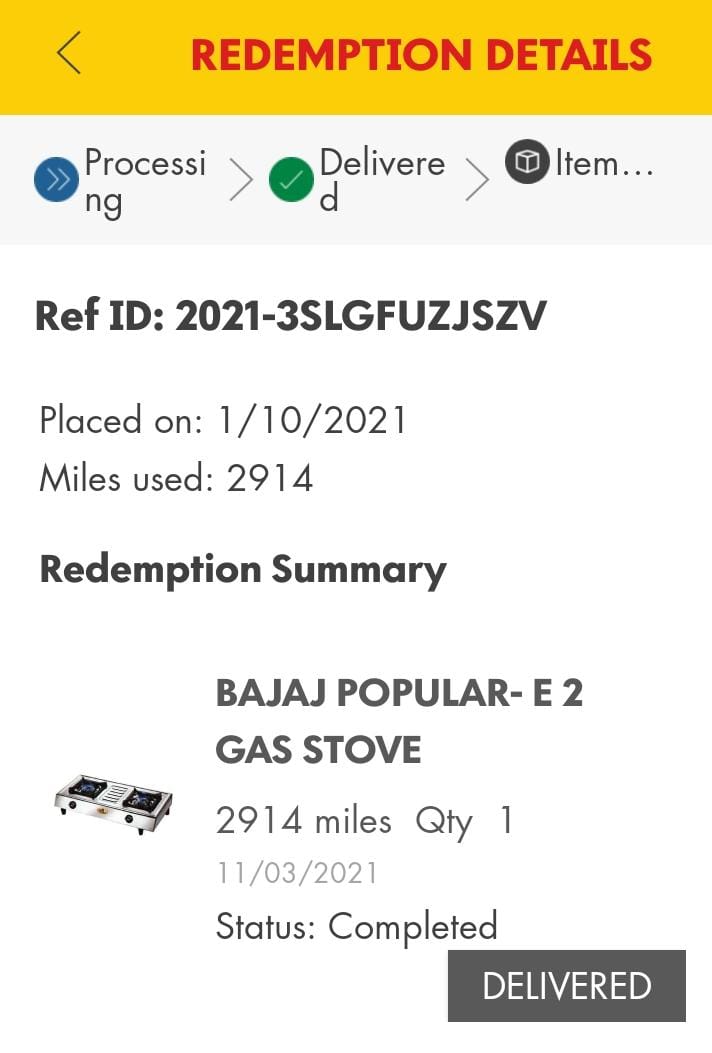 REDEMPTION DETAILS
Processi
ng
Delivere
d
Item...
Ref ID: 2021-3SLGFUZJSZV
Placed on: 1/10/2021
Miles used: 2914
Redemption Summary
BAJAJ POPULAR- E 2
GAS STOVE
2914 miles Qty 1
11/03/2021
Status: Completed
DELIVERED